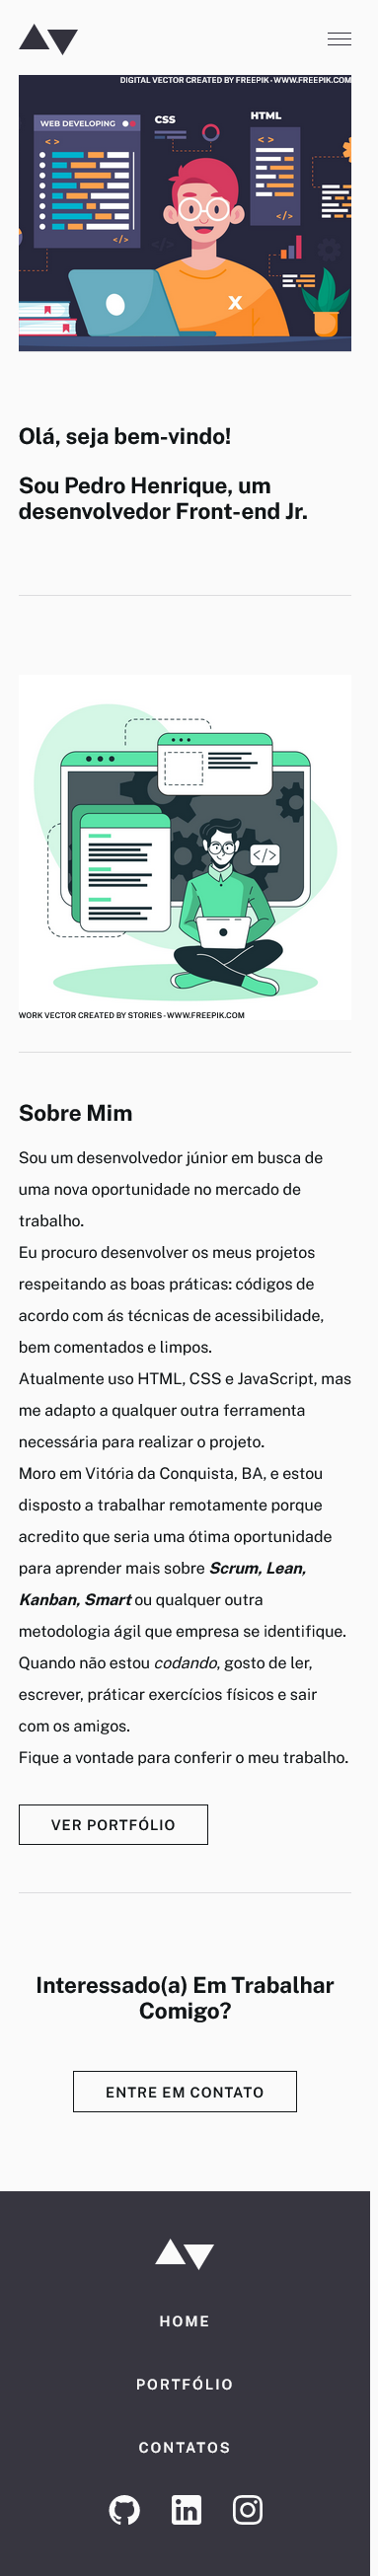 DIGITAL VECTOR CREATED BY FREEPIK - WWW.FREEPIK.COM
WEB DEVELOPING
CSS
HTML
< >
< >
</>
</>
</>
X
Olá, seja bem-vindo!
Sou Pedro Henrique, um
desenvolvedor Front-end Jr.
</>
WORK VECTOR CREATED BY STORIES - WWW.FREEPIK.COM
Sobre Mim
Sou um desenvolvedor júnior em busca de
uma nova oportunidade no mercado de
trabalho.
Eu procuro desenvolver os meus projetos
respeitando as boas práticas: códigos de
acordo com ás técnicas de acessibilidade,
bem comentados e limpos.
Atualmente uso HTML, CSS e JavaScript, mas
me adapto a qualquer outra ferramenta
necessária para realizar o projeto.
Moro em Vitória da Conquista, BA, e estou
disposto a trabalhar remotamente porque
acredito que seria uma ótima oportunidade
para aprender mais sobre Scrum, Lean,
Kanban, Smart ou qualquer outra
metodologia ágil que empresa se identifique.
Quando não estou codando, gosto de ler,
escrever, práticar exercícios físicos e sair
com os amigos.
Fique a vontade para conferir o meu trabalho.
VER PORTFÓLIO
Interessado(a) Em Trabalhar
Comigo?
ENTRE EM CONTATO
HOME
PORTFÓLIO
CONTATOS
in